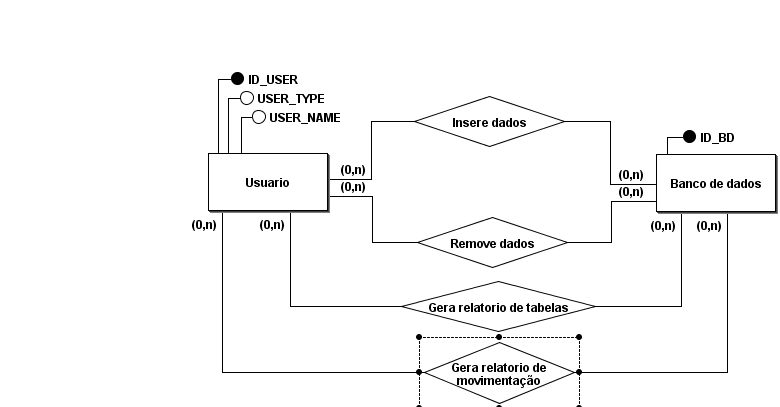 ID_USER
USER_TYPE
USER_NAME
Insere dados
ID_BD
(0,n)
(0,n)
(0,n)
(0,n)
Usuario
Banco de dados
(0,n)
(0,n)
(0,n)
(0,n)
Remove dados
Gera relatorio de tabelas
Gera relatorio de
movimentação